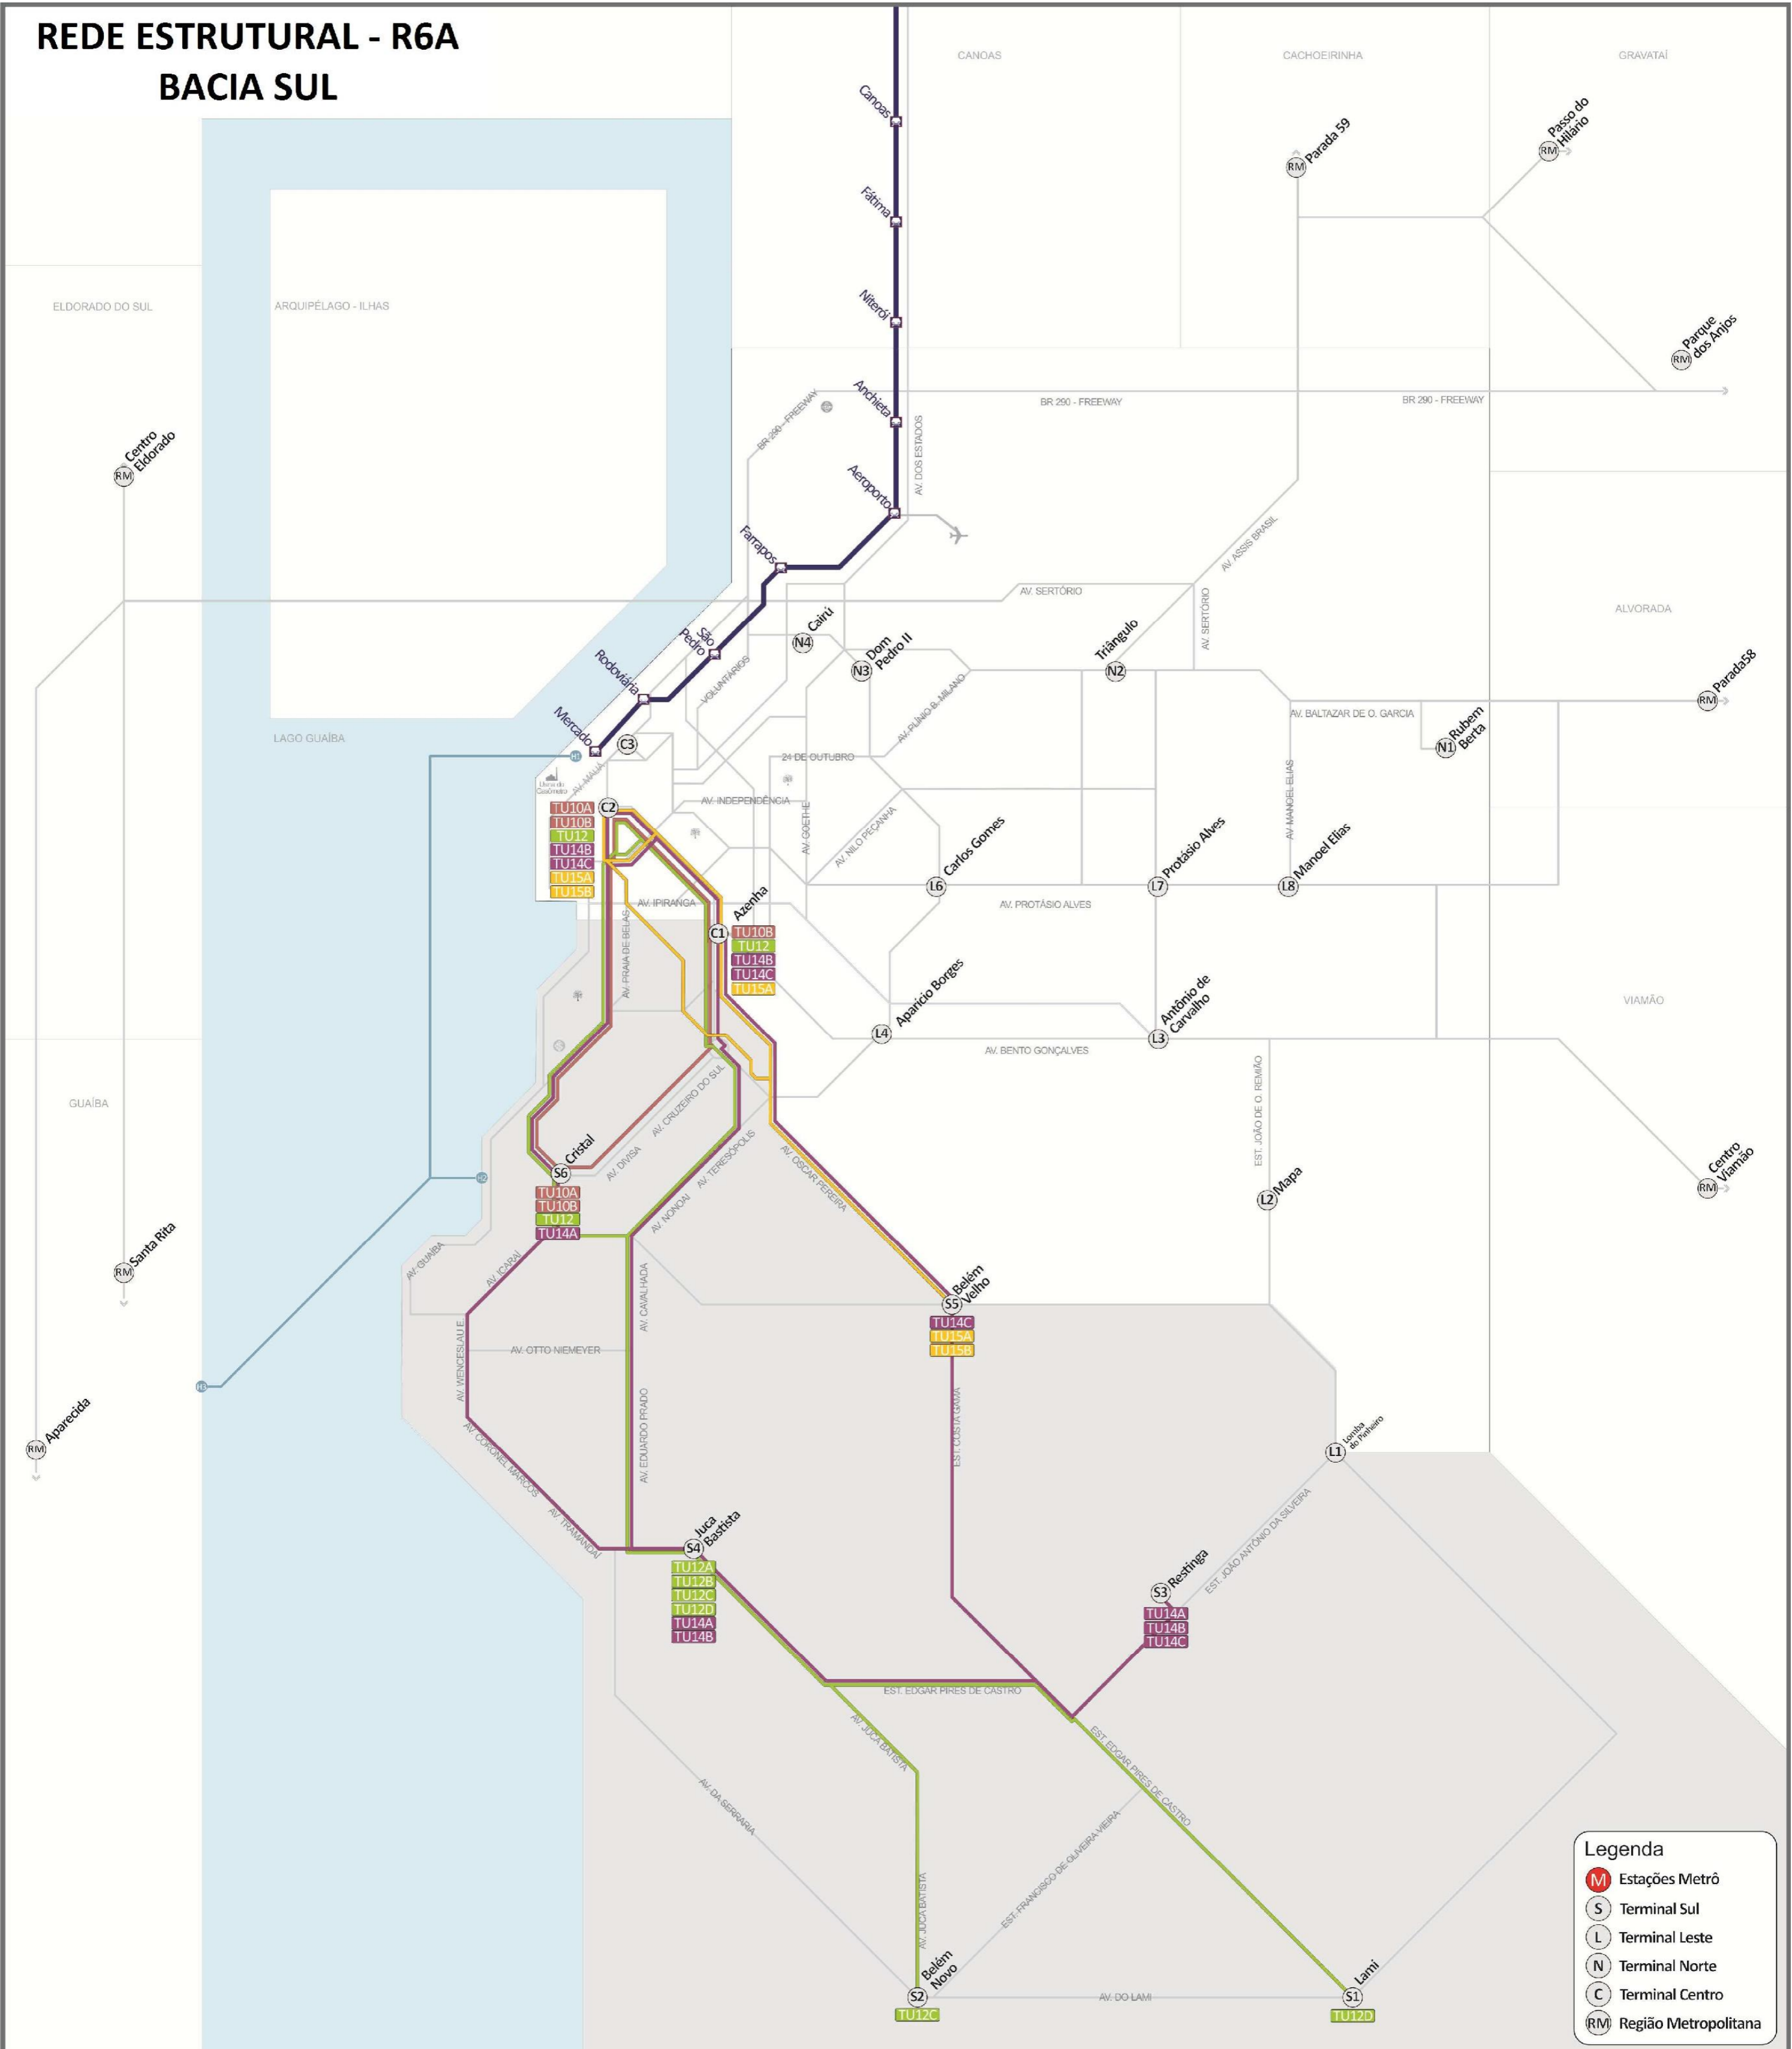 REDE ESTRUTURAL - R6A
BACIA SUL
CANOAS
CACHOEIRINHA
GRAVATAÍ
Canoas
Fátima
Niterói
Anchieta
Aeroporto
Farrapos
São
Pedro
Rodoviária
Mercado
RM
Parada 59
RM
Passo do
Hilário
RM
Parque
dos Anjos
ELDORADO DO SUL
ARQUIPÉLAGO - ILHAS
BR 290 - FREEWAY
BR 290 - FREEWAY
BR 290 - FREEWAY
AV. DOS ESTADOS
RM
Centro
Eldorado
AV. ASSIS BRASIL
AV. SERTÓRIO
AV. SERTÓRIO
ALVORADA
N4
Cairú
N3
Dom
Pedro II
N2
Triângulo
VOLUNTÁRIOS
AV. PLÍNIO B. MILANO
RM
Parada58
AV. BALTAZAR DE O. GARCIA
N1
Rubem
Berta
LAGO GUAÍBA
C3
H1
24 DE OUTUBRO
AV. MAUÁ
Usina do
Gasômetro
AV. MANOEL ELIAS
AV. INDEPENDÊNCIA
AV. GOETHE
AV. NILO PEÇANHA
C2
TU10A
TU10B
TU12
TU14B
TU14C
TU15A
TU15B
L6
Carlos Gomes
L7
Protásio Alves
L8
Manoel Elias
AV. PROTÁSIO ALVES
AV. IPIRANGA
AV. PRAIA DE BELAS
C1
Azenha
TU10B
TU12
TU14B
TU14C
TU15A
L4
Aparício Borges
L3
Antônio de
Carvalho
AV. BENTO GONÇALVES
VIAMÃO
GUAÍBA
EST. JOÃO DE O. REMIÃO
AV. CRUZEIRO DO SUL
AV. DIVISA
AV. TERESÓPOLIS
AV. NONOAI
AV. OSCAR PEREIRA
S6
Cristal
TU10A
TU10B
TU12
TU14A
H2
L2
Mapa
RM
Centro
Viamão
RM
Santa Rita
AV. GUAÍBA
AV. ICARAÍ
AV. CAVALHADA
S5
Belém
Velho
TU14C
TU15A
TU15B
AV. WENCESLAU E.
AV. OTTO NIEMEYER
H3
AV. EDUARDO PRADO
EST. COSTA GAMA
RM
Aparecida
AV. CORONEL MARCOS
AV. TRAMANDAÍ
L1
Lomba
do Pinheiro
EST. JOÃO ANTÔNIO DA SILVEIRA
S4
Juca
Bastista
TU12A
TU12B
TU12C
TU12D
TU14A
TU14B
S3
Restinga
TU14A
TU14B
TU14C
EST. EDGAR PIRES DE CASTRO
AV. JUCA BATISTA
EST. EDGAR PIRES DE CASTRO
AV. DA SERRARIA
EST. FRANCISCO DE OLIVEIRA VIEIRA
AV. JUCA BATISTA
S2
Belém
Novo
TU12C
AV. DO LAMI
S1
Lami
TU12D
Legenda
M Estações Metrô
S Terminal Sul
L Terminal Leste
N Terminal Norte
C Terminal Centro
RM Região Metropolitana